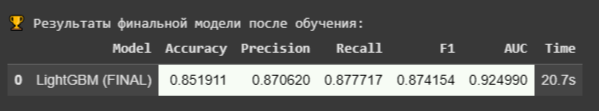 🏆 Результаты финальной модели после обучения:
Model Accuracy Precision Recall F1 AUC Time
0 LightGBM (FINAL) 0.851911 0.870620 0.877717 0.874154 0.924990 20.7s